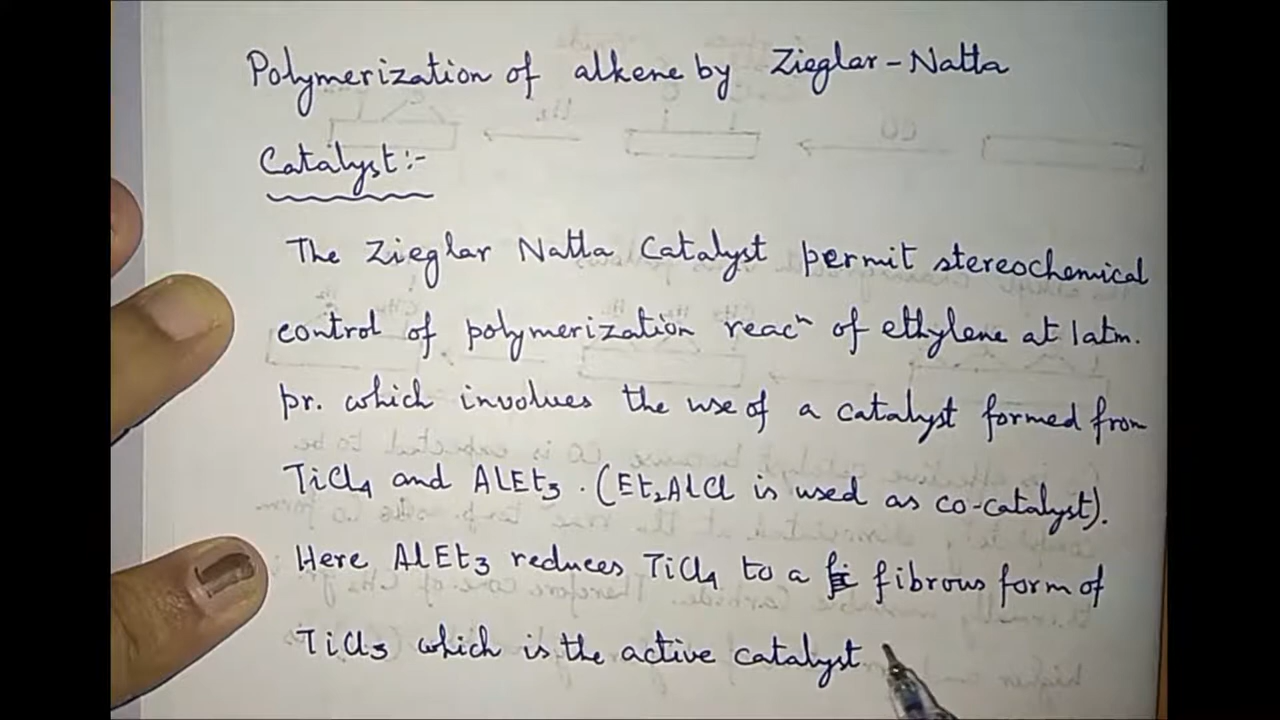 Polymerization of alkene by Zieglar-Natta
Catalyst:-
The Zieglar Natta Catalyst permit stereochemical
control of polymerization reacⁿ of ethylene at 1atm.
pr. which involves the use of a catalyst formed from
TiCl₄ and AlEt₃. (Et₂AlCl is used as co-catalyst).
Here AlEt₃ reduces TiCl₄ to a fibrous form of
TiCl₃ which is the active catalyst